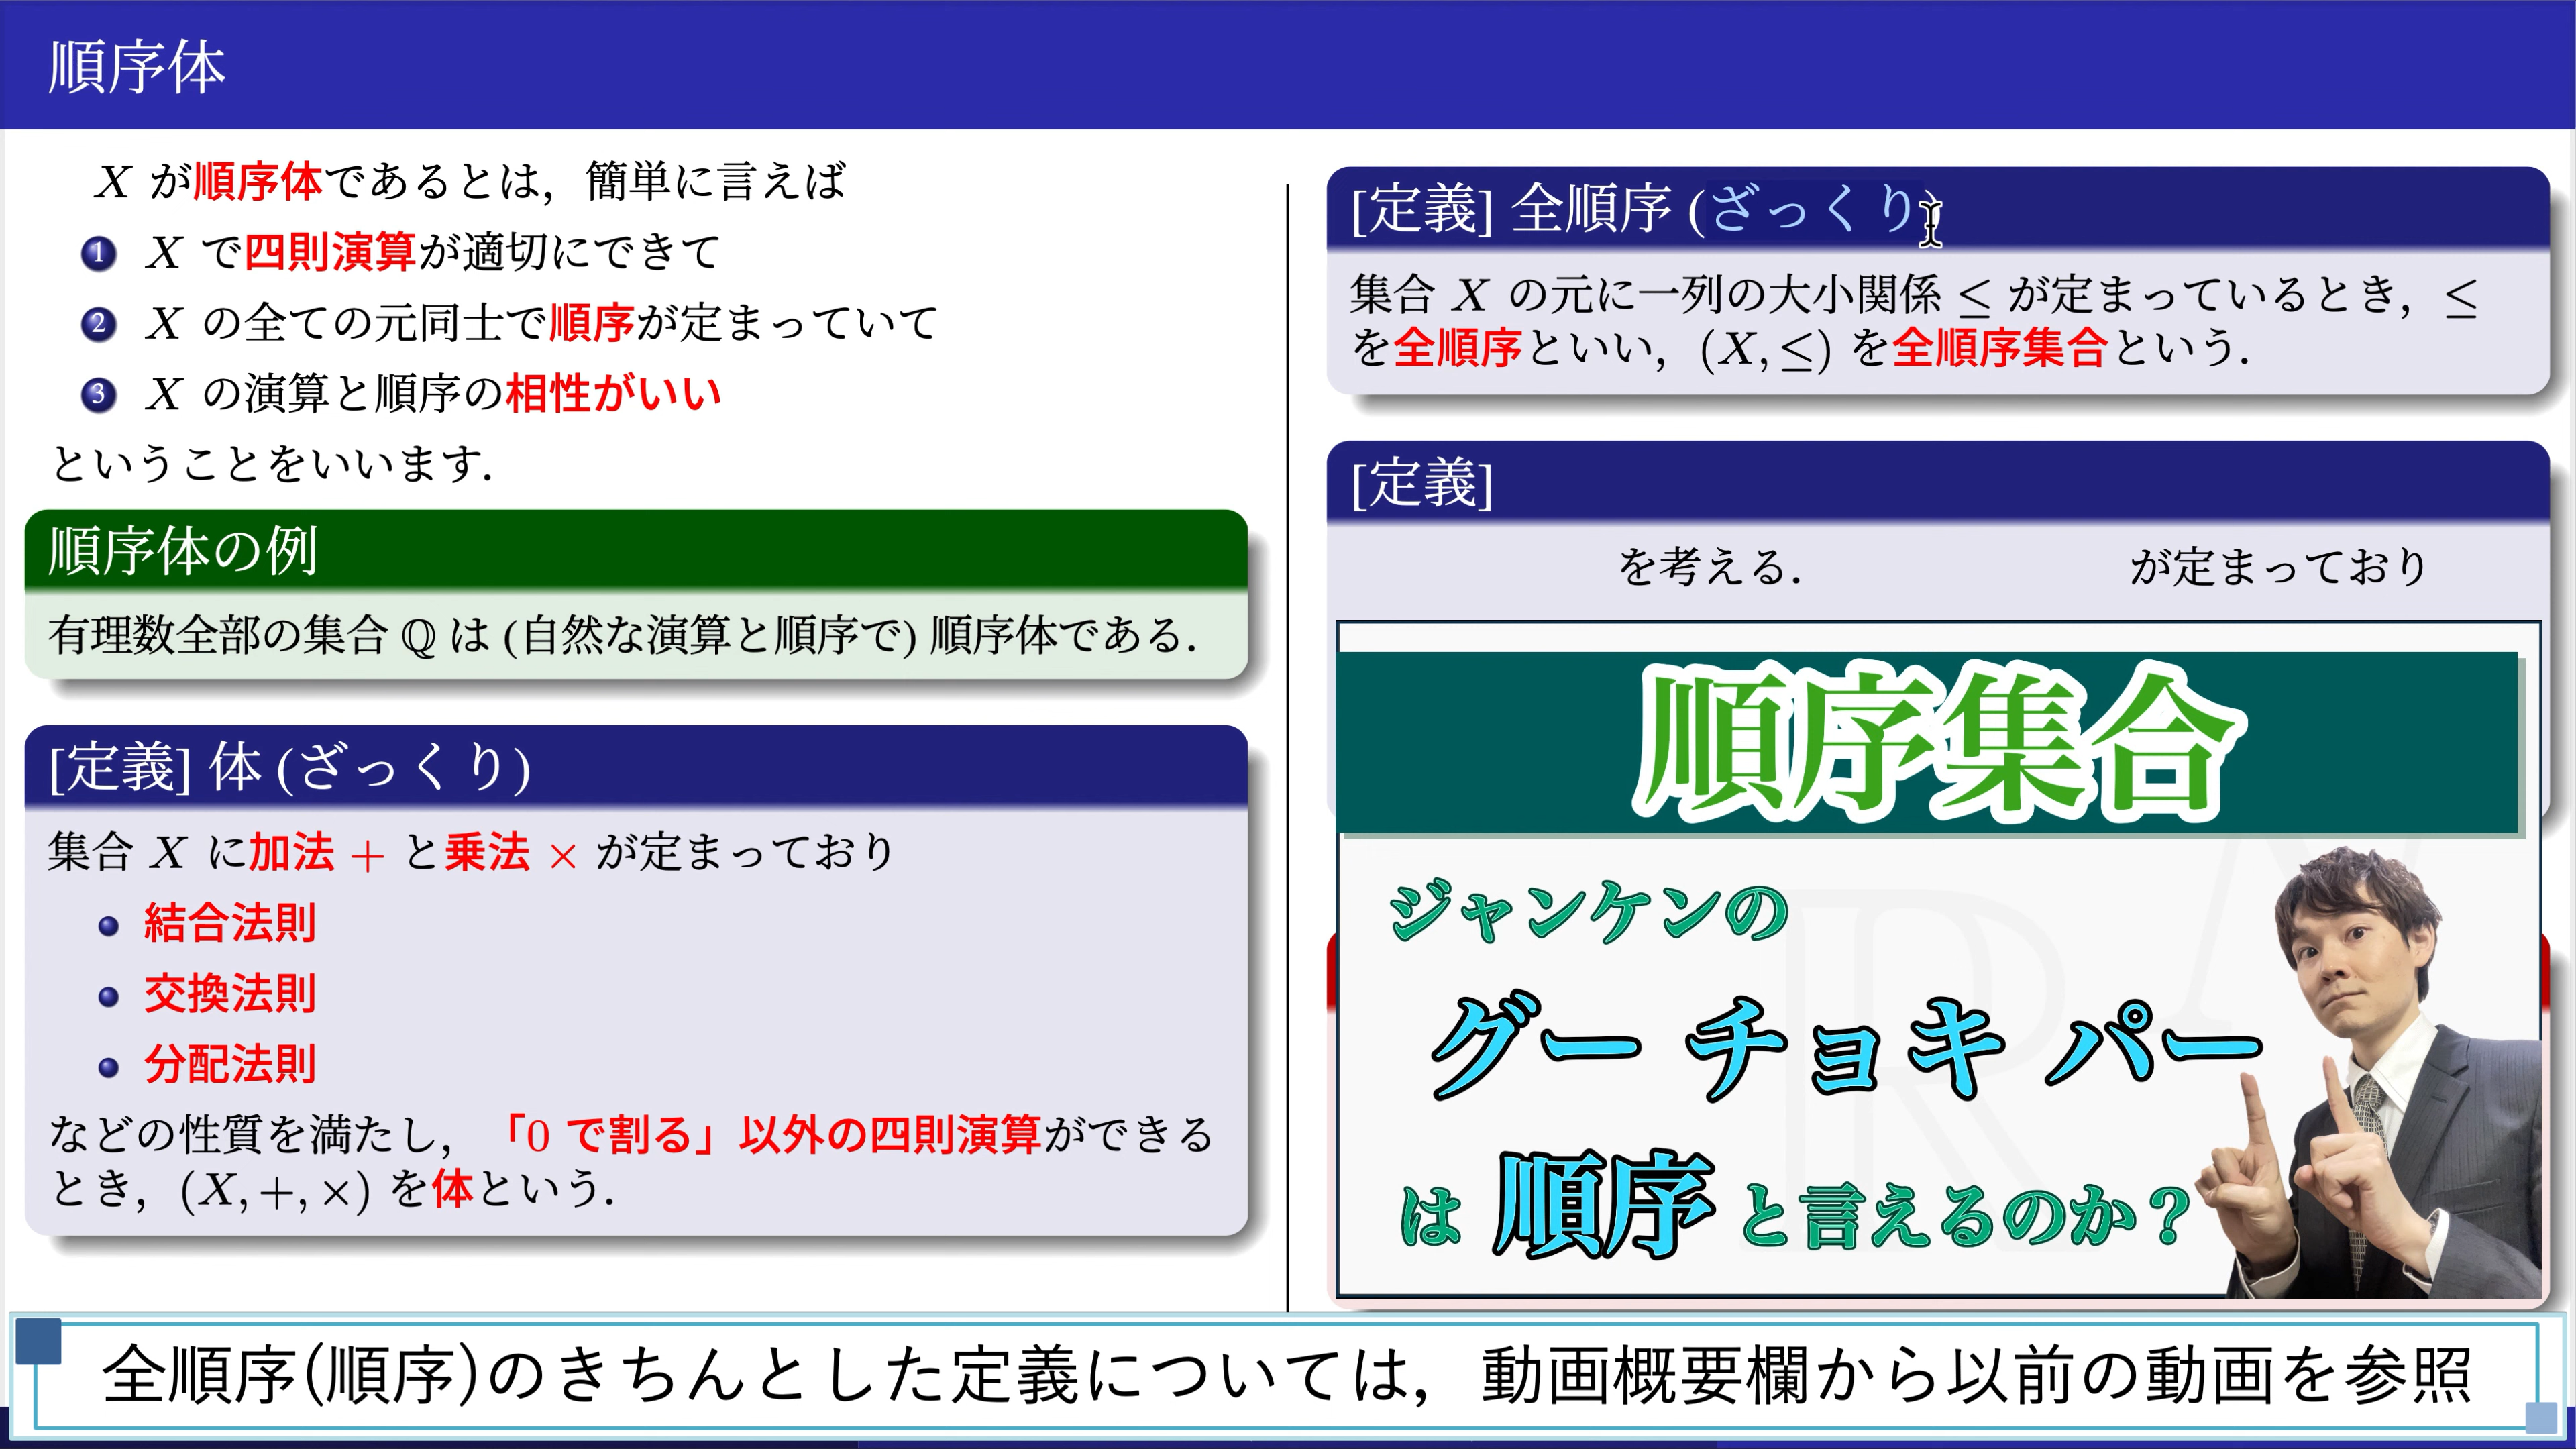 順序体
X が順序体であるとは，簡単に言えば
1 X で四則演算が適切にできて
2 X の全ての元同士で順序が定まっていて
3 X の演算と順序の相性がいい
ということをいいます．
順序体の例
有理数全部の集合 ℚ は (自然な演算と順序で) 順序体である．
[定義] 体 (ざっくり)
集合 X に加法 + と乗法 × が定まっており
• 結合法則
• 交換法則
• 分配法則
などの性質を満たし，「0 で割る」以外の四則演算ができる
とき，(X, +, ×) を体という．
[定義] 全順序 (ざっくり)
集合 X の元に一列の大小関係 ≤ が定まっているとき，≤
を全順序といい，(X, ≤) を全順序集合という．
[定義]
を考える． が定まっており
順序集合
ジャンケンの
グー チョキ パー
は 順序 と言えるのか？
全順序(順序)のきちんとした定義については，動画概要欄から以前の動画を参照